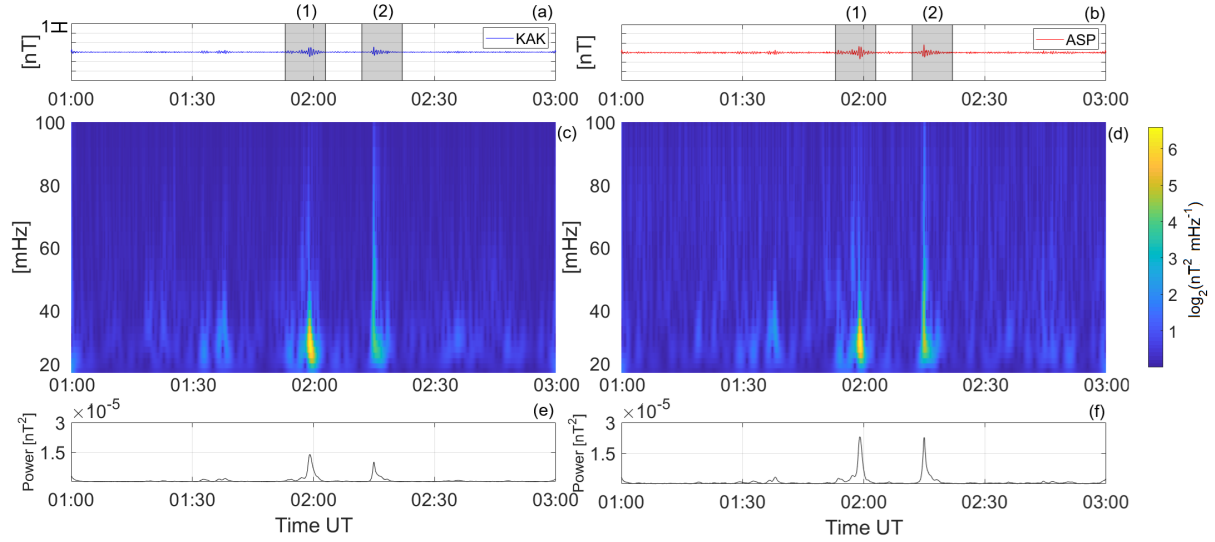 (1) (2) (a)
1
H
[nT]
KAK
01:00 01:30 02:00 02:30 03:00
(1) (2) (b)
[nT]
ASP
01:00 01:30 02:00 02:30 03:00
(c)
100
80
60
40
20
[mHz]
01:00 01:30 02:00 02:30 03:00
(d)
100
80
60
40
20
[mHz]
01:00 01:30 02:00 02:30 03:00
6
5
4
3
2
1
log₂(nT² mHz⁻¹)
(e)
×10⁻⁵
3
1.5
Power [nT²]
01:00 01:30 02:00 02:30 03:00
Time UT
(f)
×10⁻⁵
3
1.5
0
Power [nT²]
01:00 01:30 02:00 02:30 03:00
Time UT